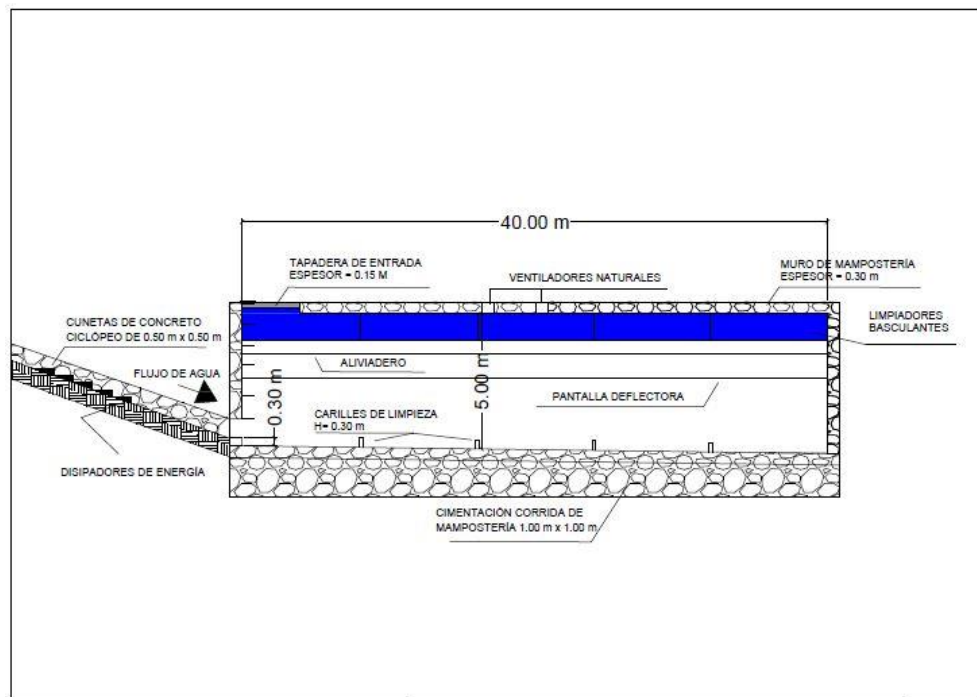 40.00 m
TAPADERA DE ENTRADA
ESPESOR = 0.15 M
VENTILADORES NATURALES
MURO DE MAMPOSTERÍA
ESPESOR = 0.30 m
CUNETAS DE CONCRETO
CICLÓPEO DE 0.50 m x 0.50 m
LIMPIADORES
BASCULANTES
FLUJO DE AGUA
ALIVIADERO
5.00 m
0.30 m
PANTALLA DEFLECTORA
CARILLES DE LIMPIEZA
H= 0.30 m
DISIPADORES DE ENERGÍA
CIMENTACIÓN CORRIDA DE
MAMPOSTERÍA 1.00 m x 1.00 m